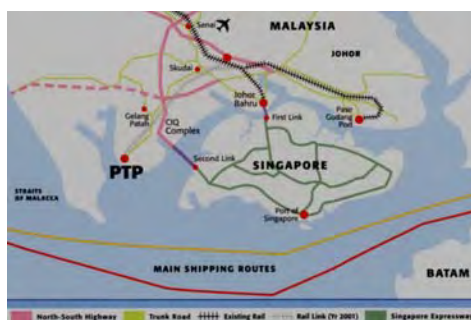 Senai
MALAYSIA
JOHOR
Skudai
Johor
Bahru
Gelang
Patah
CIQ
Complex
First Link
Pasir
Gudang
Port
PTP
Second Link
SINGAPORE
STRAITS
OF MALACCA
Port of
Singapore
MAIN SHIPPING ROUTES
BATAM
North-South Highway
Trunk Road
Existing Rail
Rail Link (Yr 2001)
Singapore Expressway